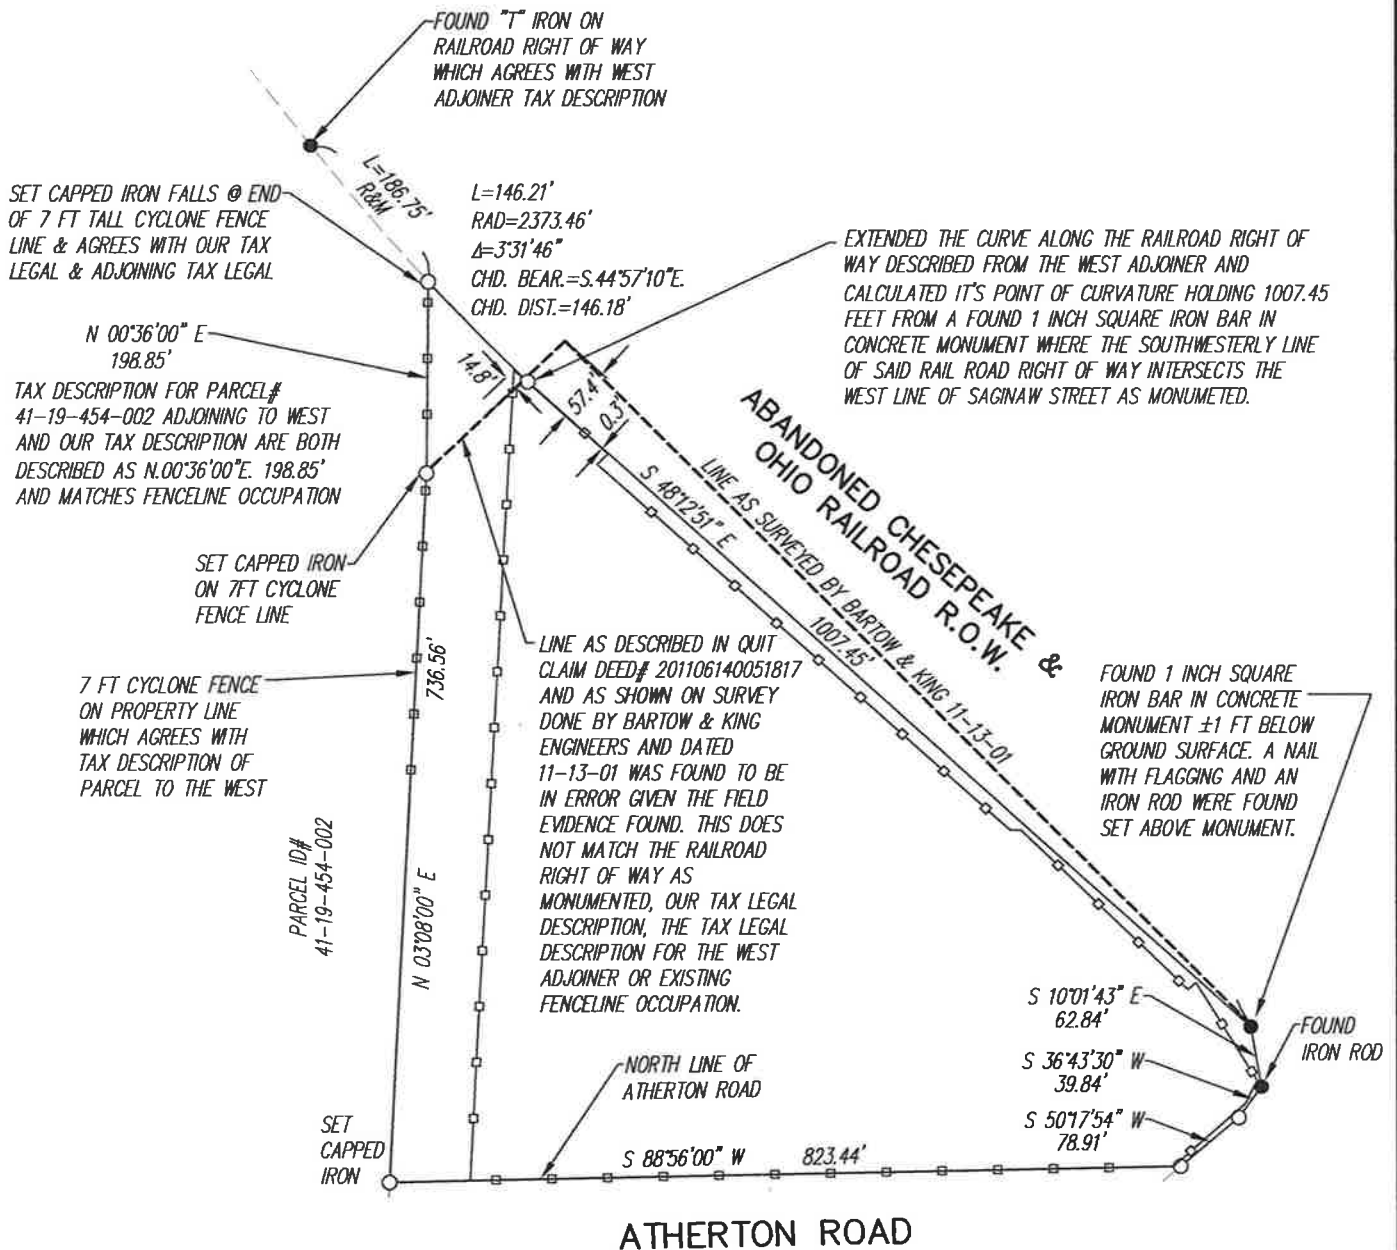 FOUND "T" IRON ON
RAILROAD RIGHT OF WAY
WHICH AGREES WITH WEST
ADJOINER TAX DESCRIPTION
L=186.75'
R&M
SET CAPPED IRON FALLS @ END
OF 7 FT TALL CYCLONE FENCE
LINE & AGREES WITH OUR TAX
LEGAL & ADJOINING TAX LEGAL
L=146.21'
RAD=2373.46'
Δ=3°31'46"
CHD. BEAR.=S.44°57'10"E.
CHD. DIST.=146.18'
EXTENDED THE CURVE ALONG THE RAILROAD RIGHT OF
WAY DESCRIBED FROM THE WEST ADJOINER AND
CALCULATED IT'S POINT OF CURVATURE HOLDING 1007.45
FEET FROM A FOUND 1 INCH SQUARE IRON BAR IN
CONCRETE MONUMENT WHERE THE SOUTHWESTERLY LINE
OF SAID RAIL ROAD RIGHT OF WAY INTERSECTS THE
WEST LINE OF SAGINAW STREET AS MONUMETED.
N 00°36'00" E
198.85'
TAX DESCRIPTION FOR PARCEL#
41-19-454-002 ADJOINING TO WEST
AND OUR TAX DESCRIPTION ARE BOTH
DESCRIBED AS N.00°36'00"E. 198.85'
AND MATCHES FENCELINE OCCUPATION
14.8'
57.4'
0.3'
ABANDONED CHESEPEAKE &
OHIO RAILROAD R.O.W.
LINE AS SURVEYED BY BARTOW & KING 11-13-01
S 48°12'51" E
1007.45'
SET CAPPED IRON
ON 7FT CYCLONE
FENCE LINE
7 FT CYCLONE FENCE
ON PROPERTY LINE
WHICH AGREES WITH
TAX DESCRIPTION OF
PARCEL TO THE WEST
736.56'
LINE AS DESCRIBED IN QUIT
CLAIM DEED# 201106140051817
AND AS SHOWN ON SURVEY
DONE BY BARTOW & KING
ENGINEERS AND DATED
11-13-01 WAS FOUND TO BE
IN ERROR GIVEN THE FIELD
EVIDENCE FOUND. THIS DOES
NOT MATCH THE RAILROAD
RIGHT OF WAY AS
MONUMENTED, OUR TAX LEGAL
DESCRIPTION, THE TAX LEGAL
DESCRIPTION FOR THE WEST
ADJOINER OR EXISTING
FENCELINE OCCUPATION.
FOUND 1 INCH SQUARE
IRON BAR IN CONCRETE
MONUMENT ±1 FT BELOW
GROUND SURFACE. A NAIL
WITH FLAGGING AND AN
IRON ROD WERE FOUND
SET ABOVE MONUMENT.
PARCEL ID#
41-19-454-002
N 03°08'00" E
S 10°01'43" E
62.84'
FOUND
IRON ROD
S 36°43'30" W
39.84'
S 50°17'54" W
78.91'
NORTH LINE OF
ATHERTON ROAD
SET
CAPPED
IRON
S 88°56'00" W
823.44'
ATHERTON ROAD